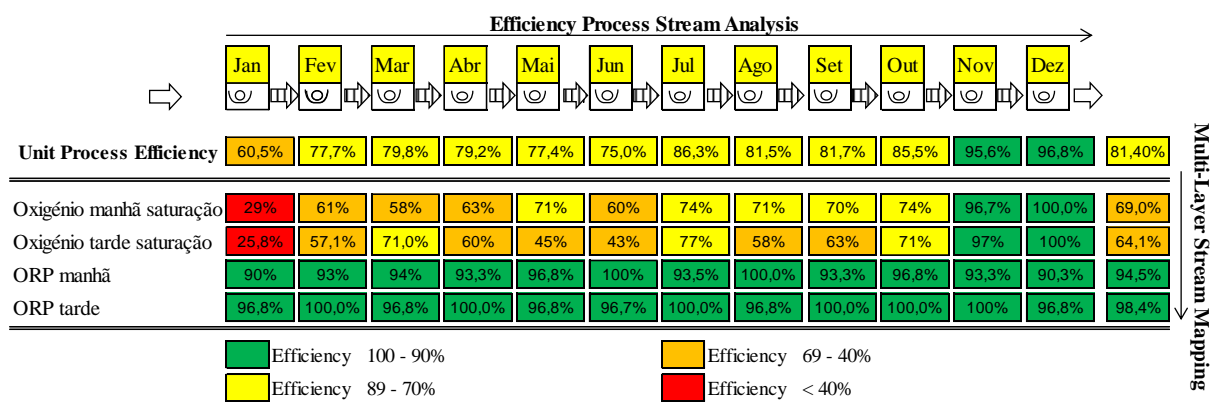 Efficiency Process Stream Analysis
Jan Fev Mar Abr Mai Jun Jul Ago Set Out Nov Dez
Unit Process Efficiency 60,5% 77,7% 79,8% 79,2% 77,4% 75,0% 86,3% 81,5% 81,7% 85,5% 95,6% 96,8% 81,40%
Oxigénio manhã saturação 29% 61% 58% 63% 71% 60% 74% 71% 70% 74% 96,7% 100,0% 69,0%
Oxigénio tarde saturação 25,8% 57,1% 71,0% 60% 45% 43% 77% 58% 63% 71% 97% 100% 64,1%
ORP manhã 90% 93% 94% 93,3% 96,8% 100% 93,5% 100,0% 93,3% 96,8% 93,3% 90,3% 94,5%
ORP tarde 96,8% 100,0% 96,8% 100,0% 96,8% 96,7% 100,0% 96,8% 100,0% 100,0% 100% 96,8% 98,4%
Multi-Layer Stream Mapping
Efficiency 100 - 90% Efficiency 69 - 40%
Efficiency 89 - 70% Efficiency < 40%